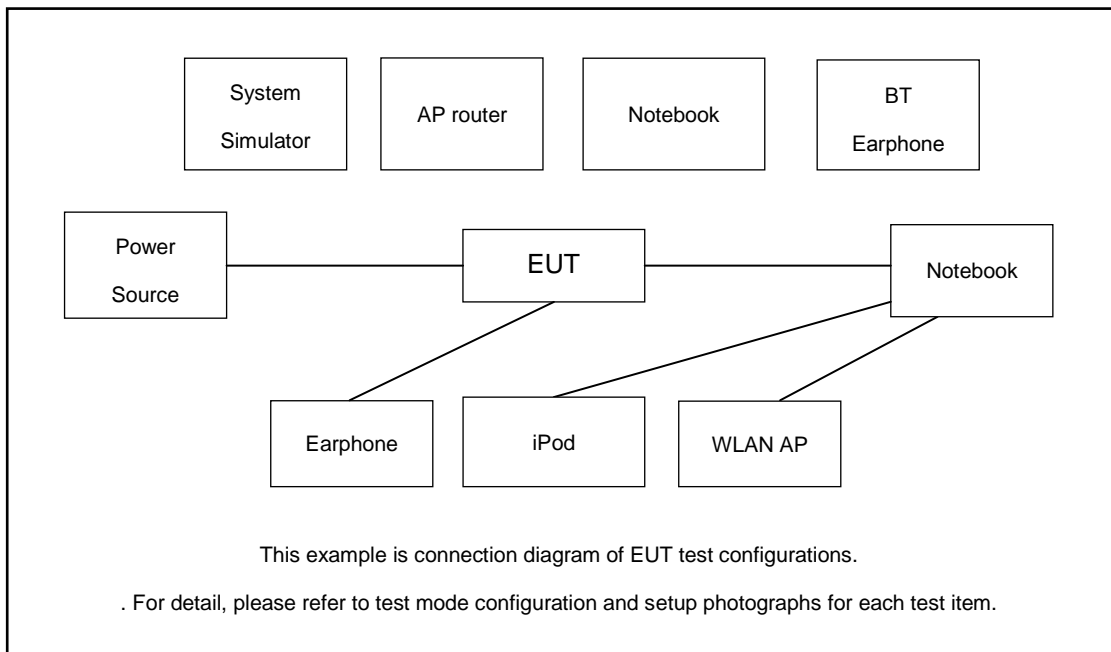 System
Simulator
AP router
Notebook
BT
Earphone
Power
Source
EUT
Notebook
Earphone
iPod
WLAN AP
This example is connection diagram of EUT test configurations.
. For detail, please refer to test mode configuration and setup photographs for each test item.